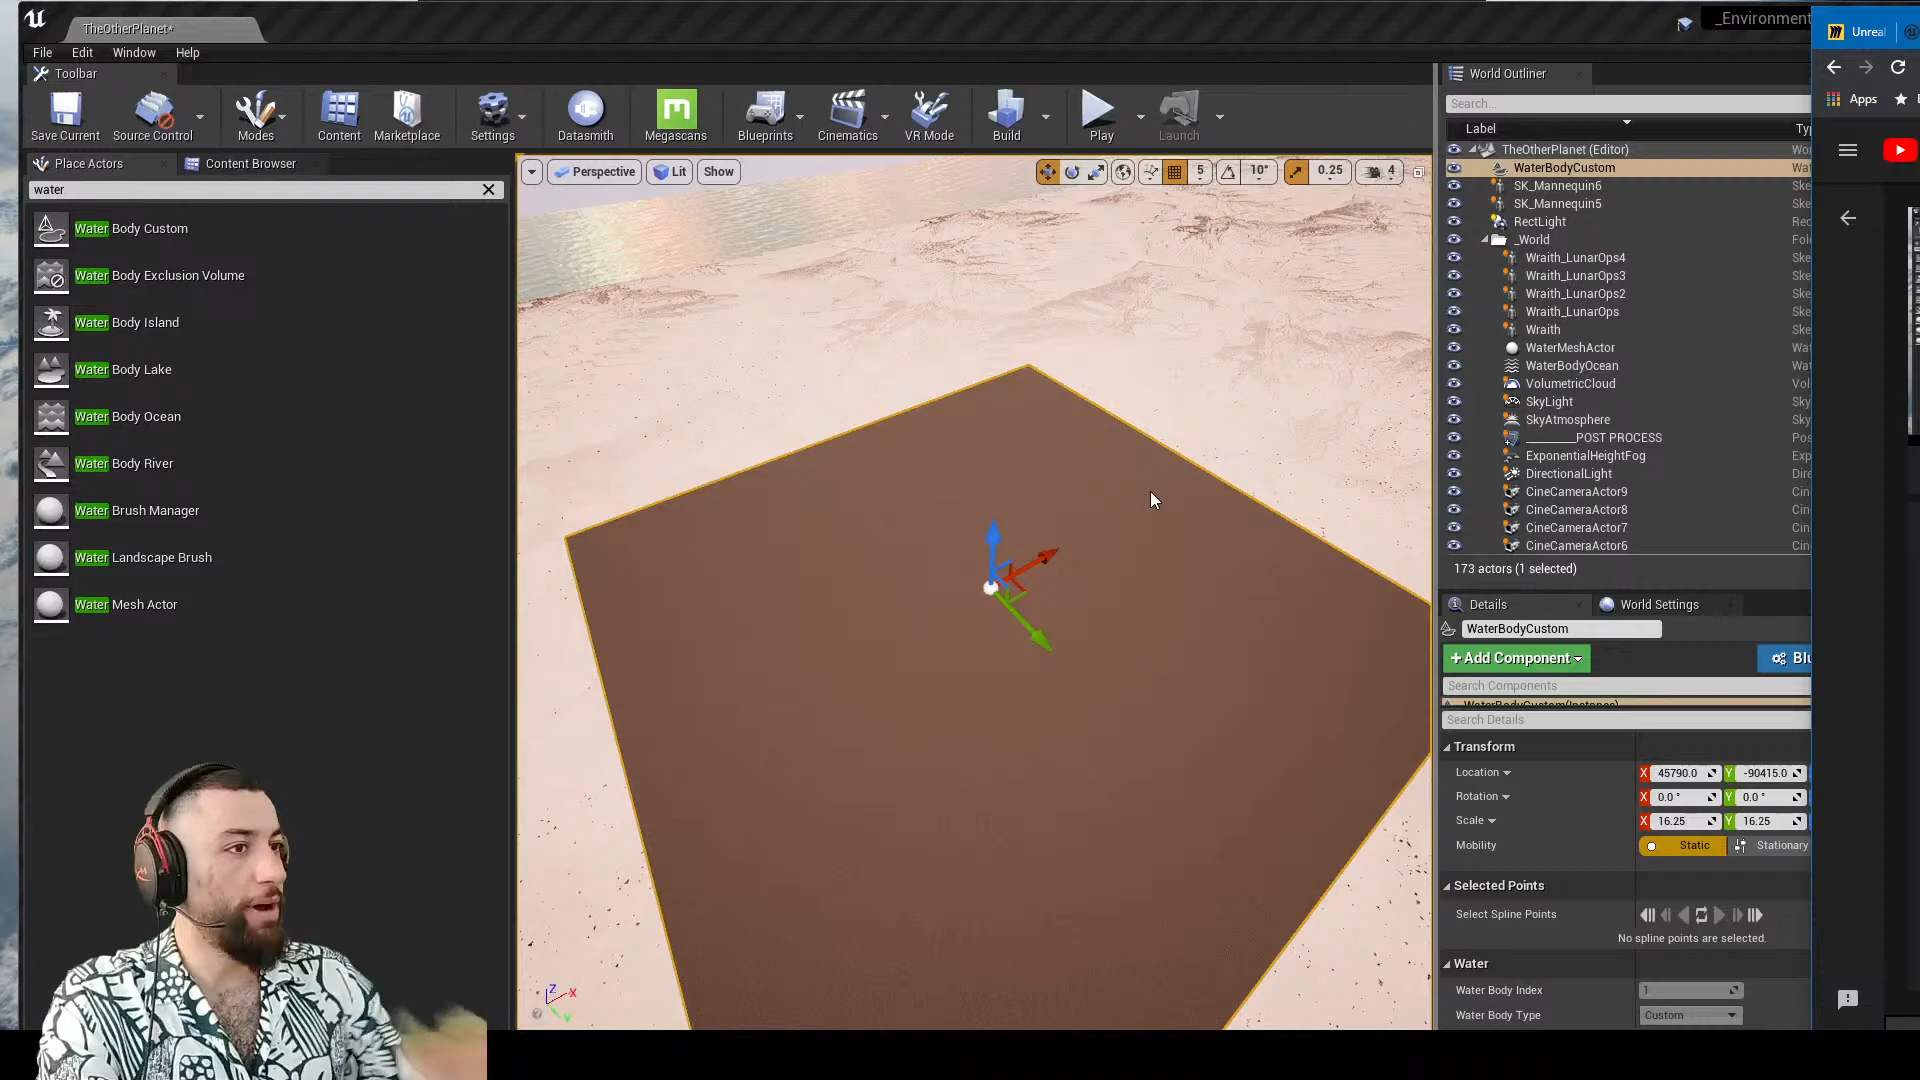 TheOtherPlanet*
_Environment
Unreal
File Edit Window Help
Toolbar
World Outliner
Search...
Apps
Save Current Source Control Modes Content Marketplace Settings Datasmith Megascans Blueprints Cinematics VR Mode Build Play Launch
Label
TheOtherPlanet (Editor)
Place Actors Content Browser
Perspective Lit Show 5 10° 0.25 4
water
Water Body Custom
Water Body Exclusion Volume
Water Body Island
Water Body Lake
Water Body Ocean
Water Body River
Water Brush Manager
Water Landscape Brush
Water Mesh Actor
WaterBodyCustom Wa
SK_Mannequin6 Ske
SK_Mannequin5 Ske
RectLight Rec
_World Fol
Wraith_LunarOps4 Ske
Wraith_LunarOps3 Ske
Wraith_LunarOps2 Ske
Wraith_LunarOps Ske
Wraith Ske
WaterMeshActor Wa
WaterBodyOcean Wa
VolumetricCloud Vol
SkyLight Sky
SkyAtmosphere Sky
________POST PROCESS Pos
ExponentialHeightFog Exp
DirectionalLight Dire
CineCameraActor9 Cin
CineCameraActor8 Cin
CineCameraActor7 Cin
CineCameraActor6 Cin
173 actors (1 selected)
Details World Settings
WaterBodyCustom
+Add Component Blu
Search Components
WaterBodyCustom(Instance)
Search Details
Transform
Location X 45790.0 Y -90415.0
Rotation X 0.0 ° Y 0.0 °
Scale X 16.25 Y 16.25
Mobility Static Stationary
Selected Points
Select Spline Points
No spline points are selected.
Water
Water Body Index 1
Water Body Type Custom
Z X Y